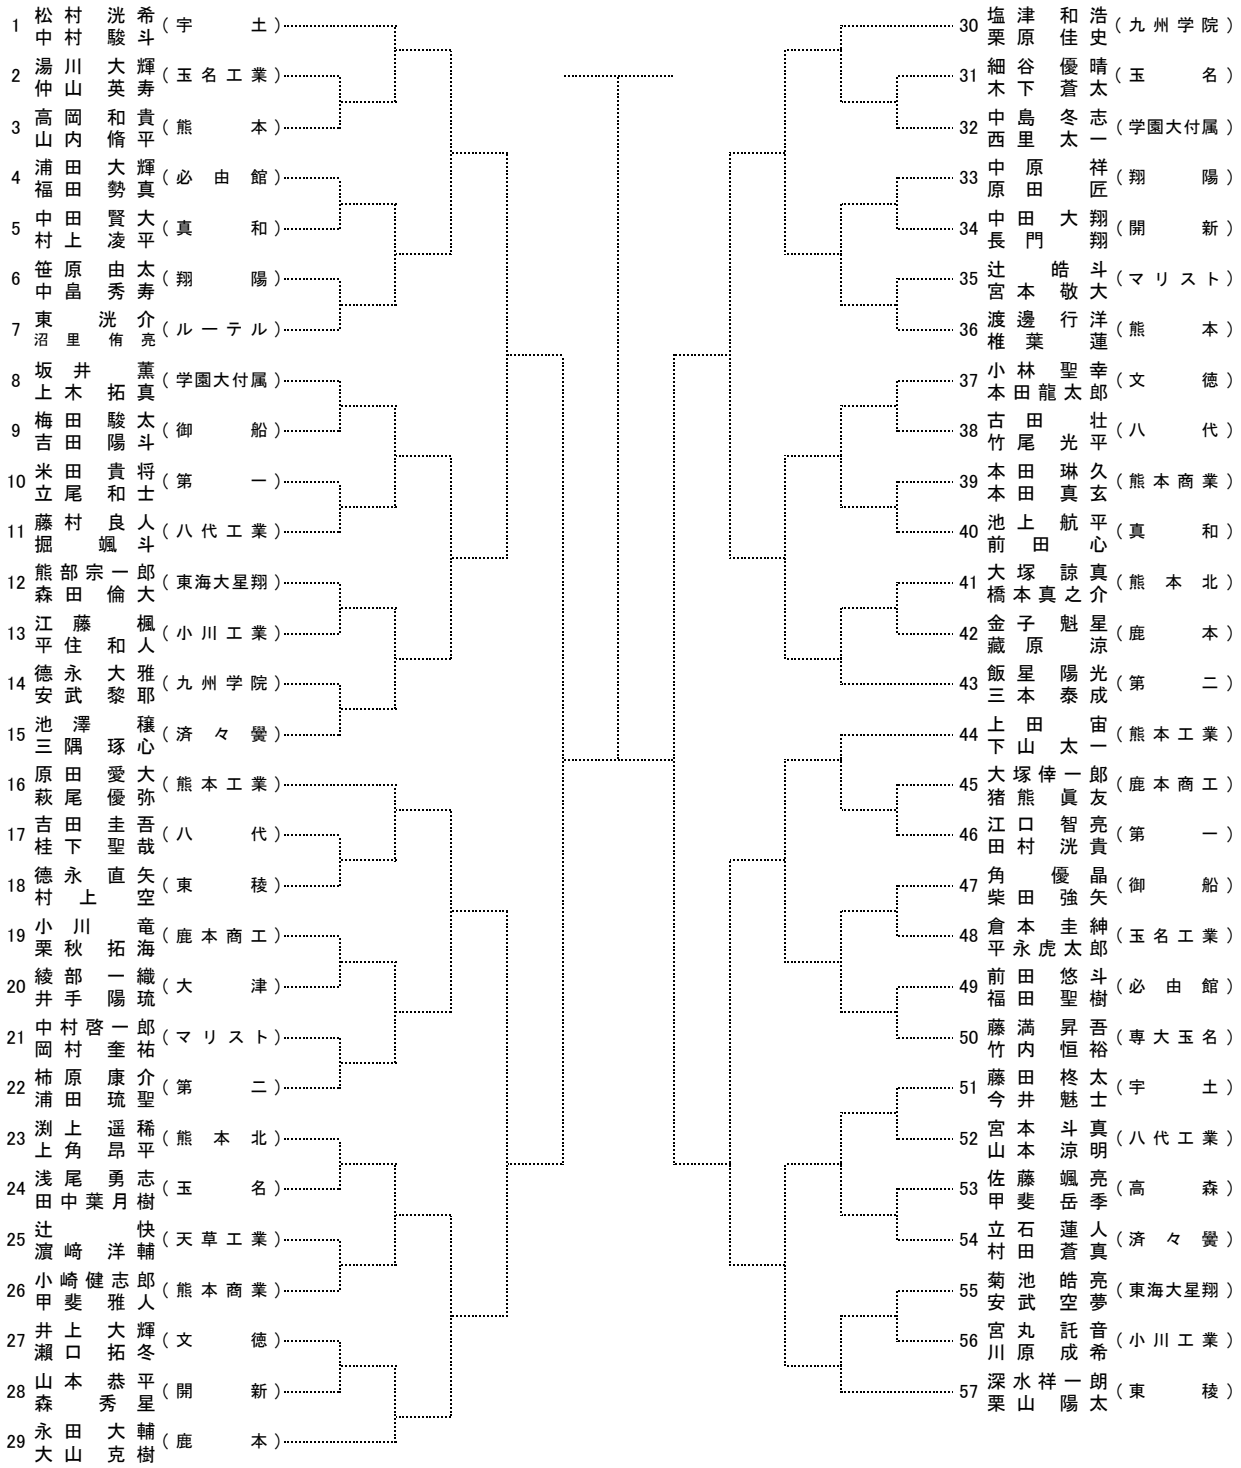 1 松村 洸希 (宇土)
中村 駿斗
2 湯川 大輝 (玉名工業)
仲山 英寿
3 高岡 和貴 (熊本)
山内 脩平
4 浦田 大輝 (必由館)
福田 勢真
5 中田 賢大 (真和)
村上 凌平
6 笹原 由太 (翔陽)
中畠 秀寿
7 東 洸介 (ルーテル)
沼里 侑亮
8 坂井 薫 (学園大付属)
上木 拓真
9 梅田 駿太 (御船)
吉田 陽斗
10 米田 貴将 (第一)
立尾 和士
11 藤村 良人 (八代工業)
掘 颯斗
12 熊部宗一郎 (東海大星翔)
森田 倫大
13 江藤 楓 (小川工業)
平住 和人
14 德永 大雅 (九州学院)
安武 黎耶
15 池澤 穣 (済々黌)
三隅 琢心
16 原田 愛大 (熊本工業)
萩尾 優弥
17 吉田 圭吾 (八代)
桂下 聖哉
18 德永 直矢 (東稜)
村上 空
19 小川 竜 (鹿本商工)
栗秋 拓海
20 綾部 一織 (大津)
井手 陽琉
21 中村啓一郎 (マリスト)
岡村 奎祐
22 柿原 康介 (第二)
浦田 琉聖
23 渕上 遥稀 (熊本北)
上角 昂平
24 浅尾 勇志 (玉名)
田中葉月樹
25 辻 快 (天草工業)
濵﨑 洋輔
26 小崎健志郎 (熊本商業)
甲斐 雅人
27 井上 大輝 (文徳)
瀬口 拓冬
28 山本 恭平 (開新)
森 秀星
29 永田 大輔 (鹿本)
大山 克樹
30 塩津 和浩 (九州学院)
栗原 佳史
31 細谷 優晴 (玉名)
木下 蒼太
32 中島 冬志 (学園大付属)
西里 太一
33 中原 祥 (翔陽)
原田 匠
34 中田 大翔 (開新)
長門 翔
35 辻 皓斗 (マリスト)
宮本 敬大
36 渡邊 行洋 (熊本)
椎葉 蓮
37 小林 聖幸 (文徳)
本田龍太郎
38 古田 壮 (八代)
竹尾 光平
39 本田 琳久 (熊本商業)
本田 真玄
40 池上 航平 (真和)
前田 心
41 大塚 諒真 (熊本北)
橋本真之介
42 金子 魁星 (鹿本)
藏原 涼
43 飯星 陽光 (第二)
三本 泰成
44 上田 宙 (熊本工業)
下山 太一
45 大塚倖一郎 (鹿本商工)
猪熊 眞友
46 江口 智亮 (第一)
田村 洸貴
47 角 優晶 (御船)
柴田 強矢
48 倉本 圭紳 (玉名工業)
平永虎太郎
49 前田 悠斗 (必由館)
福田 聖樹
50 藤満 昇吾 (専大玉名)
竹内 恒裕
51 藤田 柊太 (宇土)
今井 魅士
52 宮本 斗真 (八代工業)
山本 涼明
53 佐藤 颯亮 (高森)
甲斐 岳季
54 立石 蓮人 (済々黌)
村田 蒼真
55 菊池 皓亮 (東海大星翔)
安武 空夢
56 宮丸 託音 (小川工業)
川原 成希
57 深水祥一朗 (東稜)
栗山 陽太